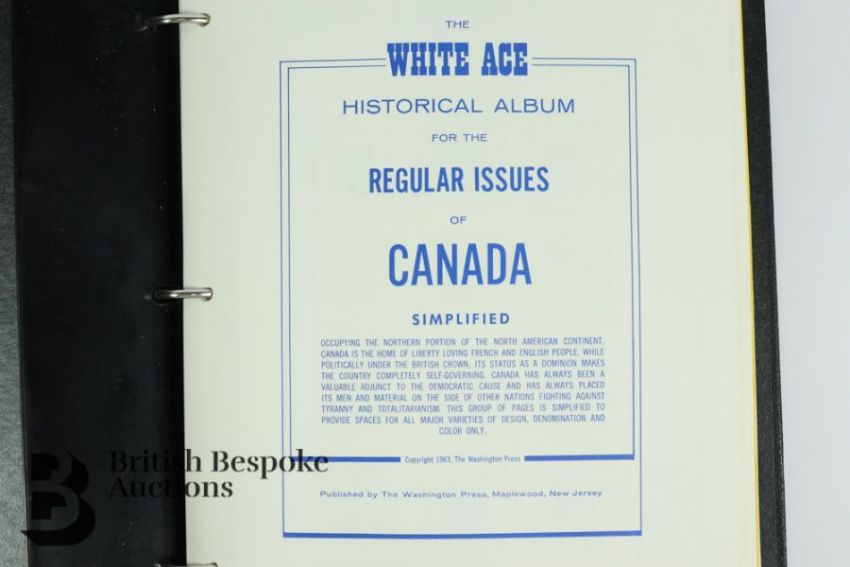 THE
WHITE ACE
HISTORICAL ALBUM
FOR THE
REGULAR ISSUES
OF
CANADA
SIMPLIFIED
OCCUPYING THE NORTHERN PORTION OF THE NORTH AMERICAN CONTINENT,
CANADA IS THE HOME OF LIBERTY LOVING FRENCH AND ENGLISH PEOPLE. WHILE
POLITICALLY UNDER THE BRITISH CROWN, ITS STATUS AS A DOMINION MAKES
THE COUNTRY COMPLETELY SELF-GOVERNING. CANADA HAS ALWAYS BEEN A
VALUABLE ADJUNCT TO THE DEMOCRATIC CAUSE AND HAS ALWAYS PLACED
ITS MEN AND MATERIAL ON THE SIDE OF OTHER NATIONS FIGHTING AGAINST
TYRANNY AND TOTALITARIANISM. THIS GROUP OF PAGES IS SIMPLIFIED TO
PROVIDE SPACES FOR ALL MAJOR VARIETIES OF DESIGN, DENOMINATION AND
COLOR ONLY.
Copyright 1963, The Washington Press
Published by The Washington Press, Maplewood, New Jersey
B
British Bespoke
Auctions